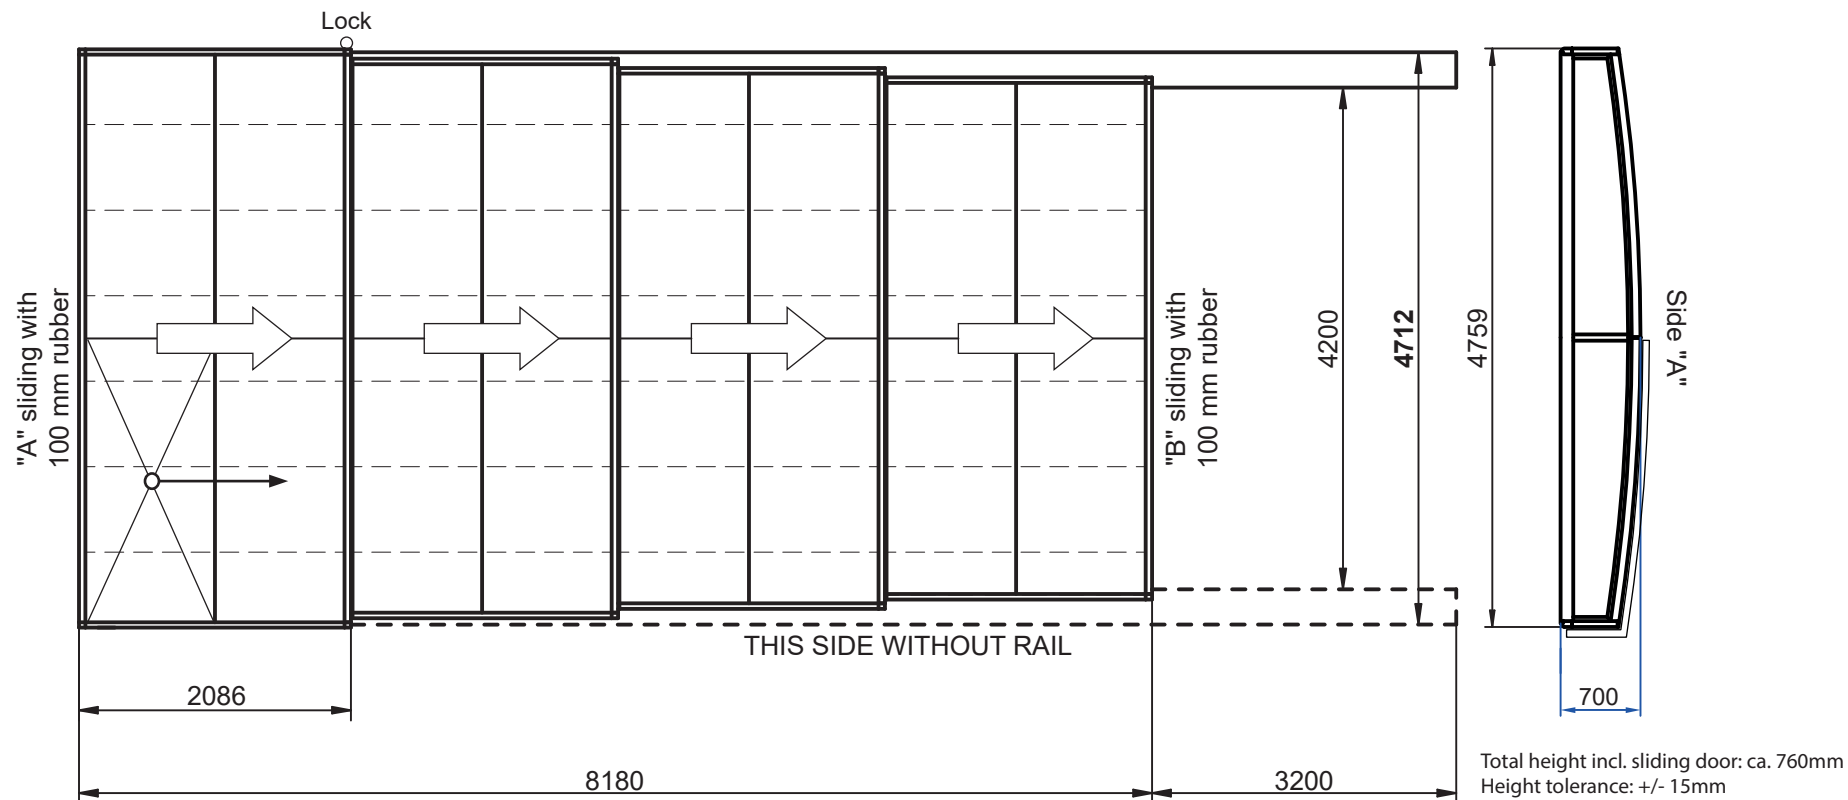 Lock
"A" sliding with
100 mm rubber
"B" sliding with
100 mm rubber
4200
4712
4759
Side "A"
THIS SIDE WITHOUT RAIL
2086
700
8180
3200
Total height incl. sliding door: ca. 760mm
Height tolerance: +/- 15mm